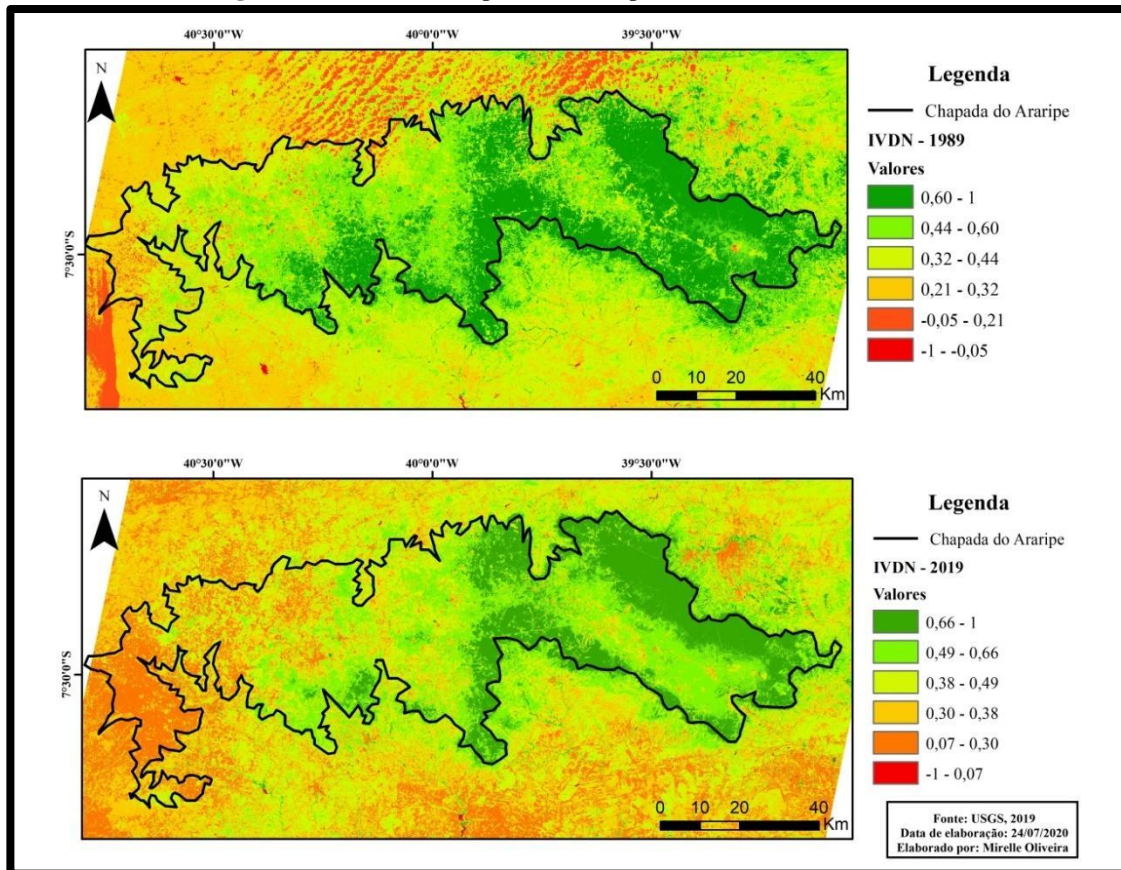 40°30'0"W 40°0'0"W 39°30'0"W
N
7°30'0"S
0 10 20 40
Km
Legenda
Chapada do Araripe
IVDN - 1989
Valores
0,60 - 1
0,44 - 0,60
0,32 - 0,44
0,21 - 0,32
-0,05 - 0,21
-1 - -0,05
40°30'0"W 40°0'0"W 39°30'0"W
N
7°30'0"S
0 10 20 40
Km
Legenda
Chapada do Araripe
IVDN - 2019
Valores
0,66 - 1
0,49 - 0,66
0,38 - 0,49
0,30 - 0,38
0,07 - 0,30
-1 - 0,07
Fonte: USGS, 2019
Data de elaboração: 24/07/2020
Elaborado por: Mirelle Oliveira